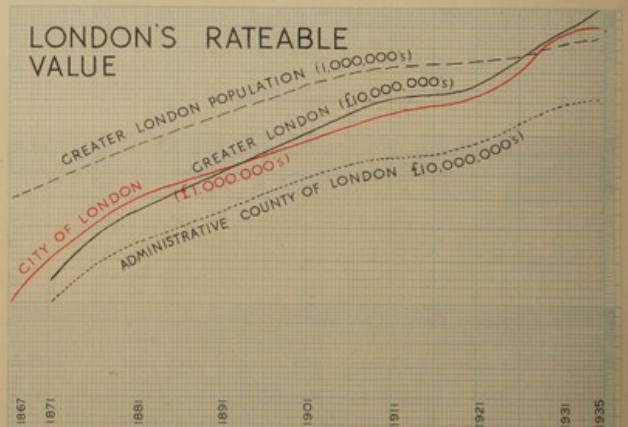 LONDON'S RATEABLE
VALUE
GREATER LONDON POPULATION (1,000,000's)
GREATER LONDON (£10,000,000's)
CITY OF LONDON (£1,000,000's)
ADMINISTRATIVE COUNTY OF LONDON £10,000,000s)
1867
1871
1881
1891
1901
1911
1921
1931
1935